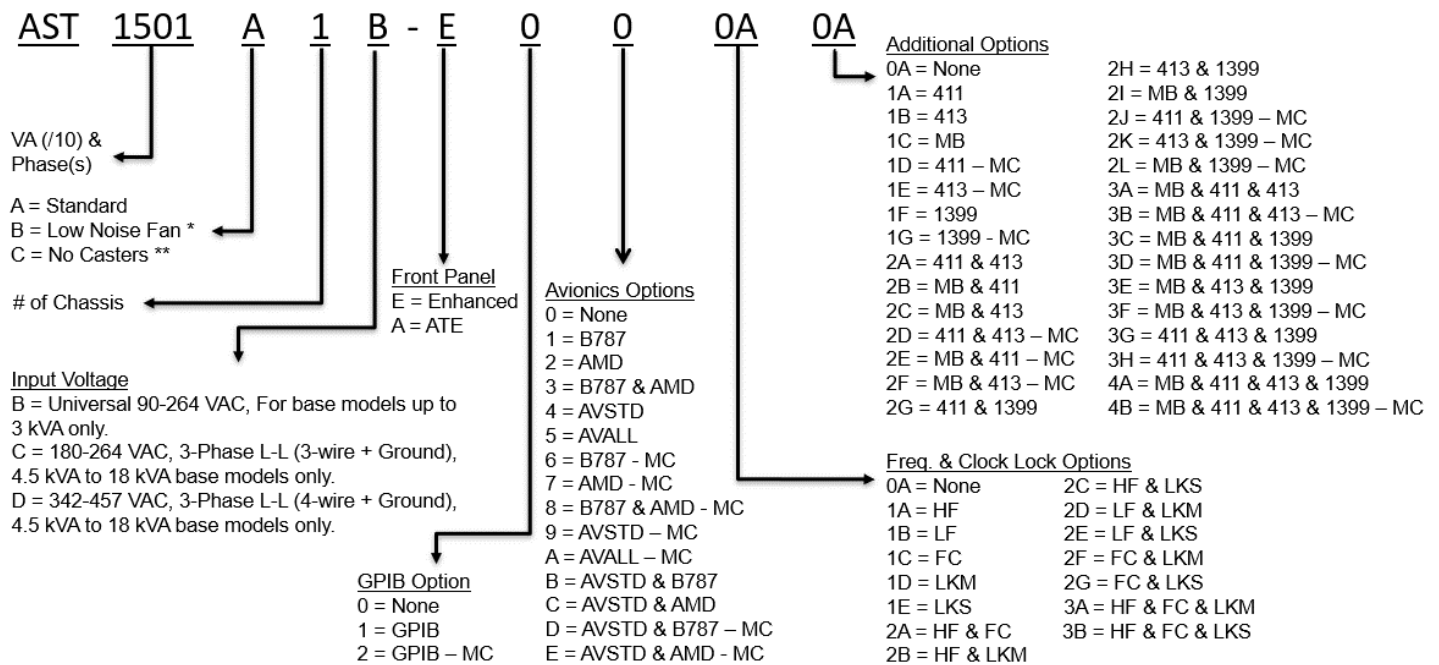 AST 1501 A 1 B - E 0 0 0A 0A
VA (/10) &
Phase(s)
A = Standard
B = Low Noise Fan *
C = No Casters **
# of Chassis
Input Voltage
B = Universal 90-264 VAC, For base models up to
3 kVA only.
C = 180-264 VAC, 3-Phase L-L (3-wire + Ground),
4.5 kVA to 18 kVA base models only.
D = 342-457 VAC, 3-Phase L-L (4-wire + Ground),
4.5 kVA to 18 kVA base models only.
Front Panel
E = Enhanced
A = ATE
GPIB Option
0 = None
1 = GPIB
2 = GPIB – MC
Avionics Options
0 = None
1 = B787
2 = AMD
3 = B787 & AMD
4 = AVSTD
5 = AVALL
6 = B787 - MC
7 = AMD - MC
8 = B787 & AMD - MC
9 = AVSTD – MC
A = AVALL – MC
B = AVSTD & B787
C = AVSTD & AMD
D = AVSTD & B787 – MC
E = AVSTD & AMD - MC
Additional Options
0A = None
1A = 411
1B = 413
1C = MB
1D = 411 – MC
1E = 413 – MC
1F = 1399
1G = 1399 - MC
2A = 411 & 413
2B = MB & 411
2C = MB & 413
2D = 411 & 413 – MC
2E = MB & 411 – MC
2F = MB & 413 – MC
2G = 411 & 1399
2H = 413 & 1399
2I = MB & 1399
2J = 411 & 1399 – MC
2K = 413 & 1399 – MC
2L = MB & 1399 – MC
3A = MB & 411 & 413
3B = MB & 411 & 413 – MC
3C = MB & 411 & 1399
3D = MB & 411 & 1399 – MC
3E = MB & 413 & 1399
3F = MB & 413 & 1399 – MC
3G = 411 & 413 & 1399
3H = 411 & 413 & 1399 – MC
4A = MB & 411 & 413 & 1399
4B = MB & 411 & 413 & 1399 – MC
Freq. & Clock Lock Options
0A = None
1A = HF
1B = LF
1C = FC
1D = LKM
1E = LKS
2A = HF & FC
2B = HF & LKM
2C = HF & LKS
2D = LF & LKM
2E = LF & LKS
2F = FC & LKM
2G = FC & LKS
3A = HF & FC & LKM
3B = HF & FC & LKS